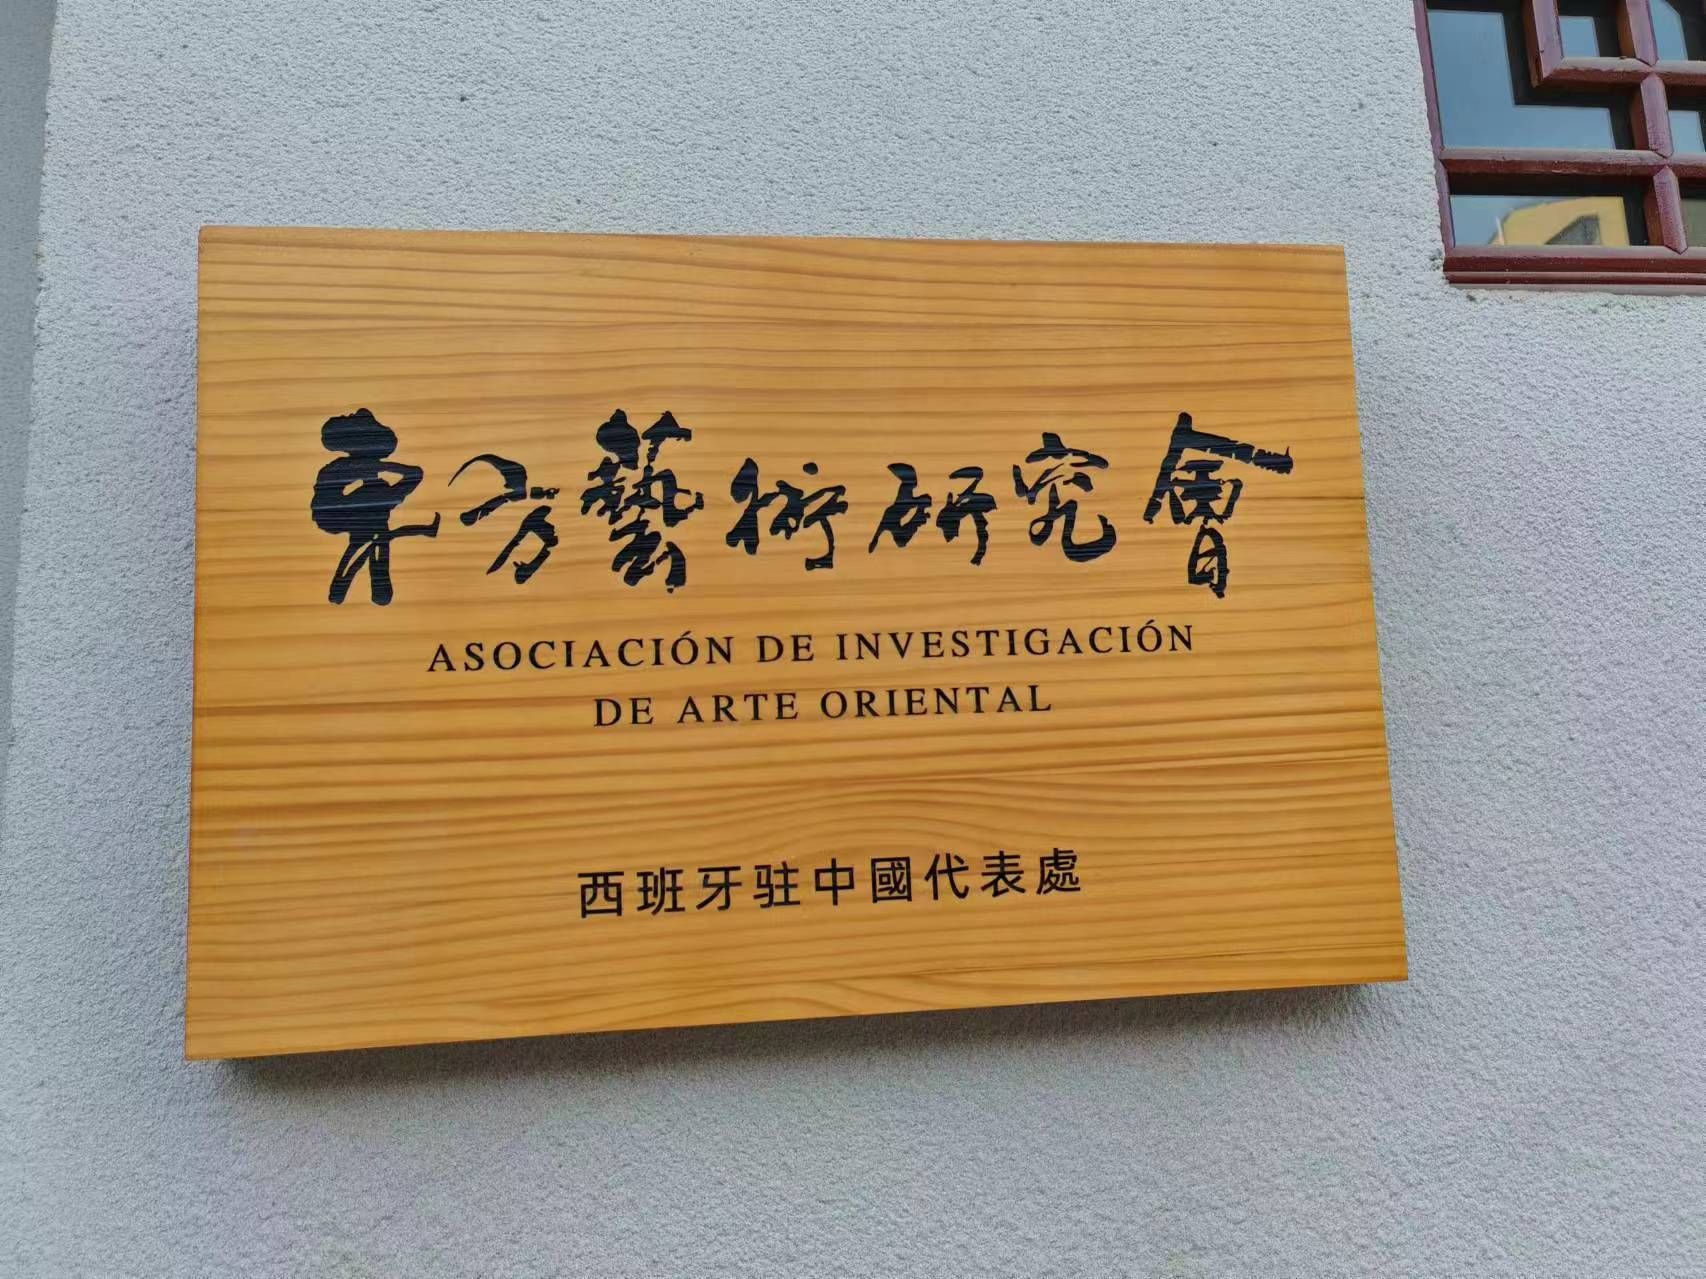 東方藝術研究會
ASOCIACIÓN DE INVESTIGACIÓN
DE ARTE ORIENTAL
西班牙驻中國代表處